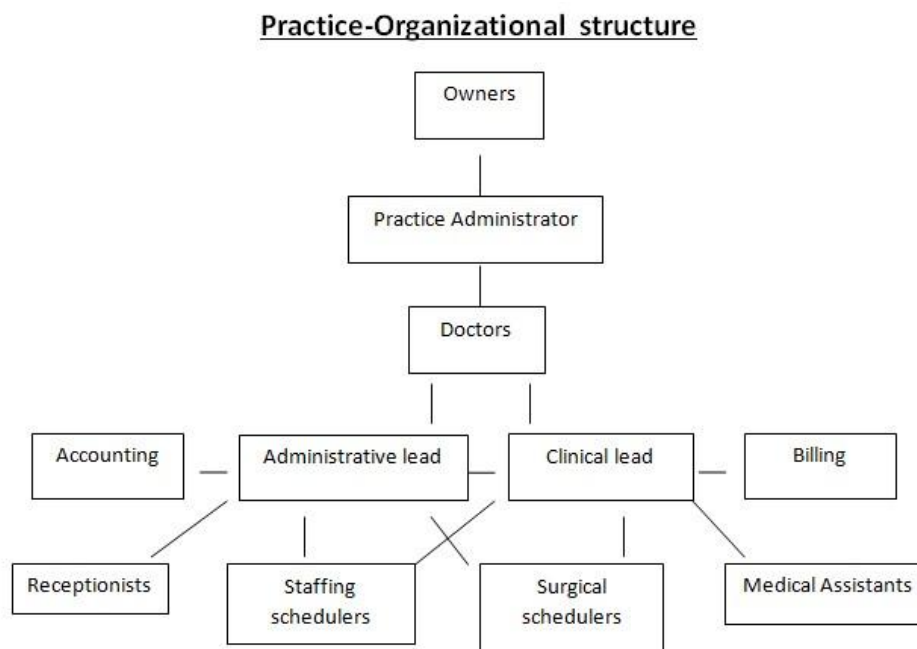 Practice-Organizational structure
Owners
Practice Administrator
Doctors
Accounting
Administrative lead
Clinical lead
Billing
Receptionists
Staffing
schedulers
Surgical
schedulers
Medical Assistants